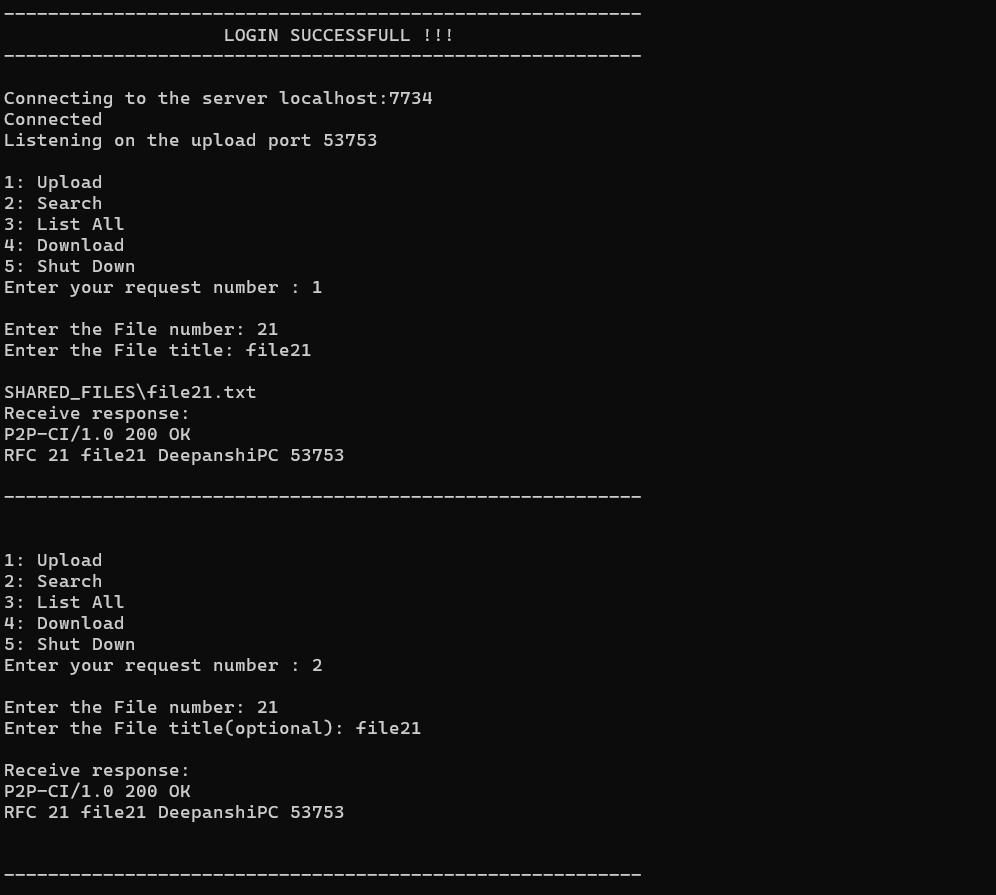 ----------------------------------------------------------
LOGIN SUCCESSFULL !!!
----------------------------------------------------------
Connecting to the server localhost:7734
Connected
Listening on the upload port 53753
1: Upload
2: Search
3: List All
4: Download
5: Shut Down
Enter your request number : 1
Enter the File number: 21
Enter the File title: file21
SHARED_FILES\file21.txt
Receive response:
P2P-CI/1.0 200 OK
RFC 21 file21 DeepanshiPC 53753
----------------------------------------------------------
1: Upload
2: Search
3: List All
4: Download
5: Shut Down
Enter your request number : 2
Enter the File number: 21
Enter the File title(optional): file21
Receive response:
P2P-CI/1.0 200 OK
RFC 21 file21 DeepanshiPC 53753
----------------------------------------------------------